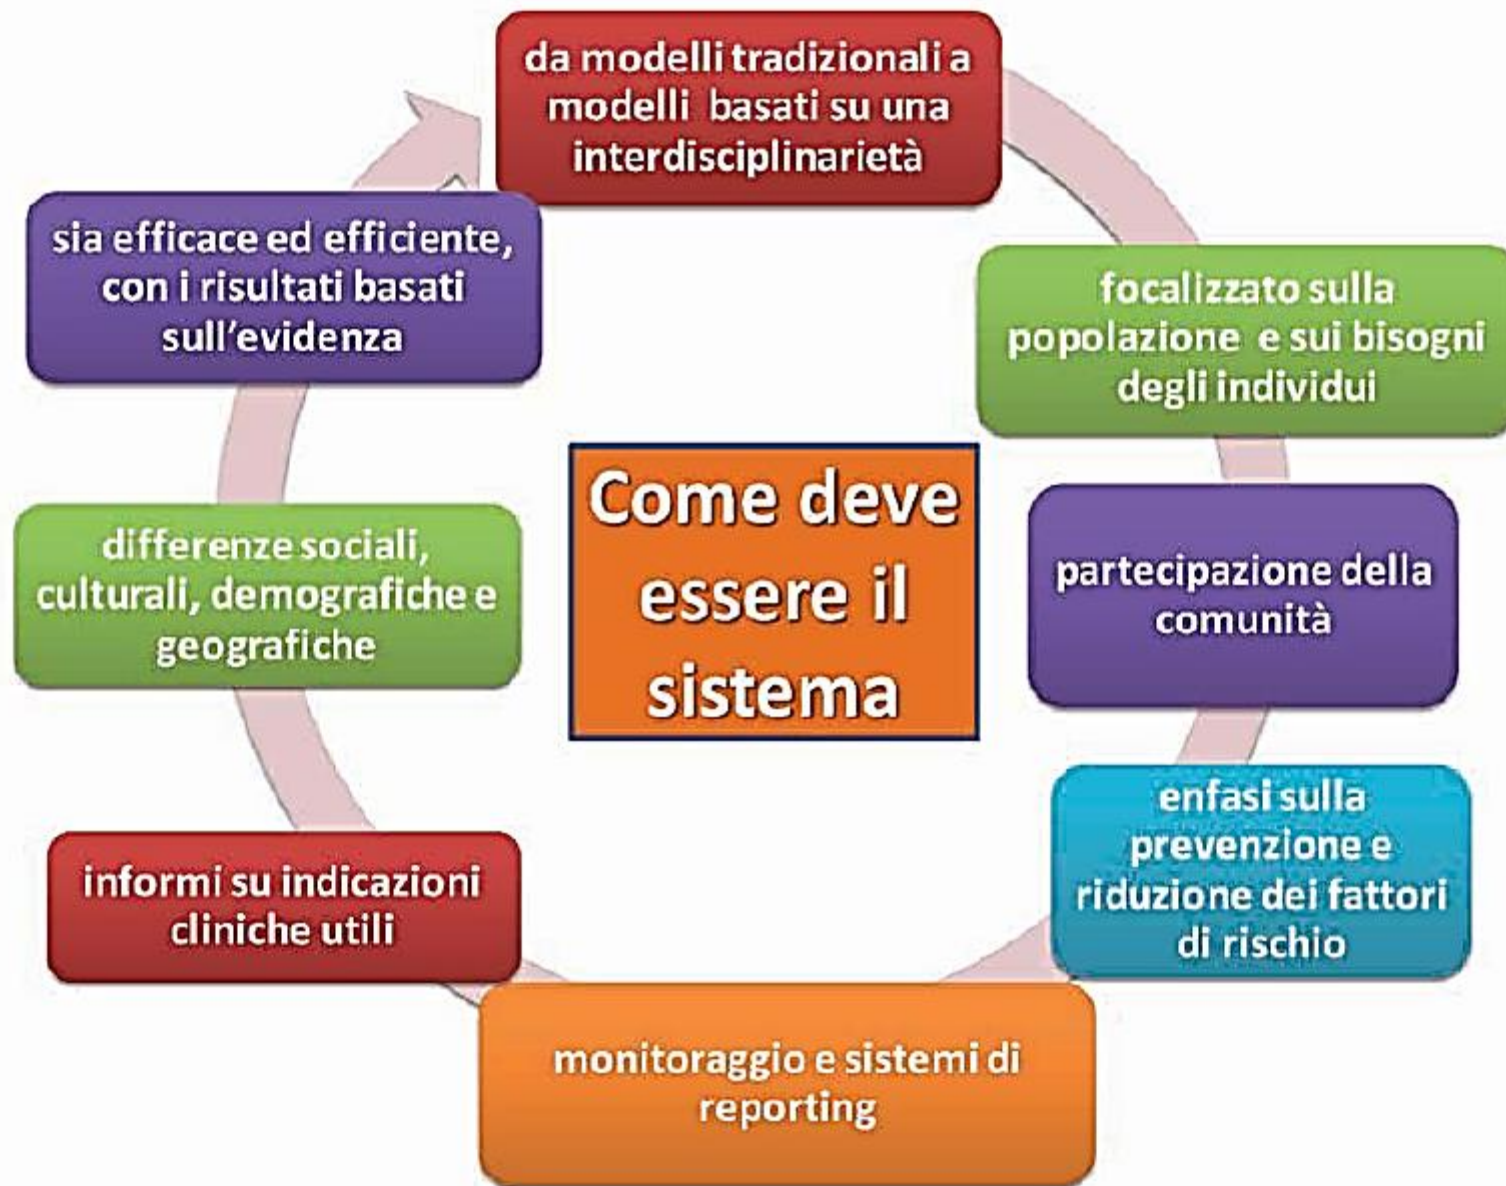 da modelli tradizionali a
modelli basati su una
interdisciplinarietà
focalizzato sulla
popolazione e sui bisogni
degli individui
partecipazione della
comunità
enfasi sulla
prevenzione e
riduzione dei fattori
di rischio
monitoraggio e sistemi di
reporting
informi su indicazioni
cliniche utili
differenze sociali,
culturali, demografiche e
geografiche
sia efficace ed efficiente,
con i risultati basati
sull'evidenza
Come deve
essere il
sistema